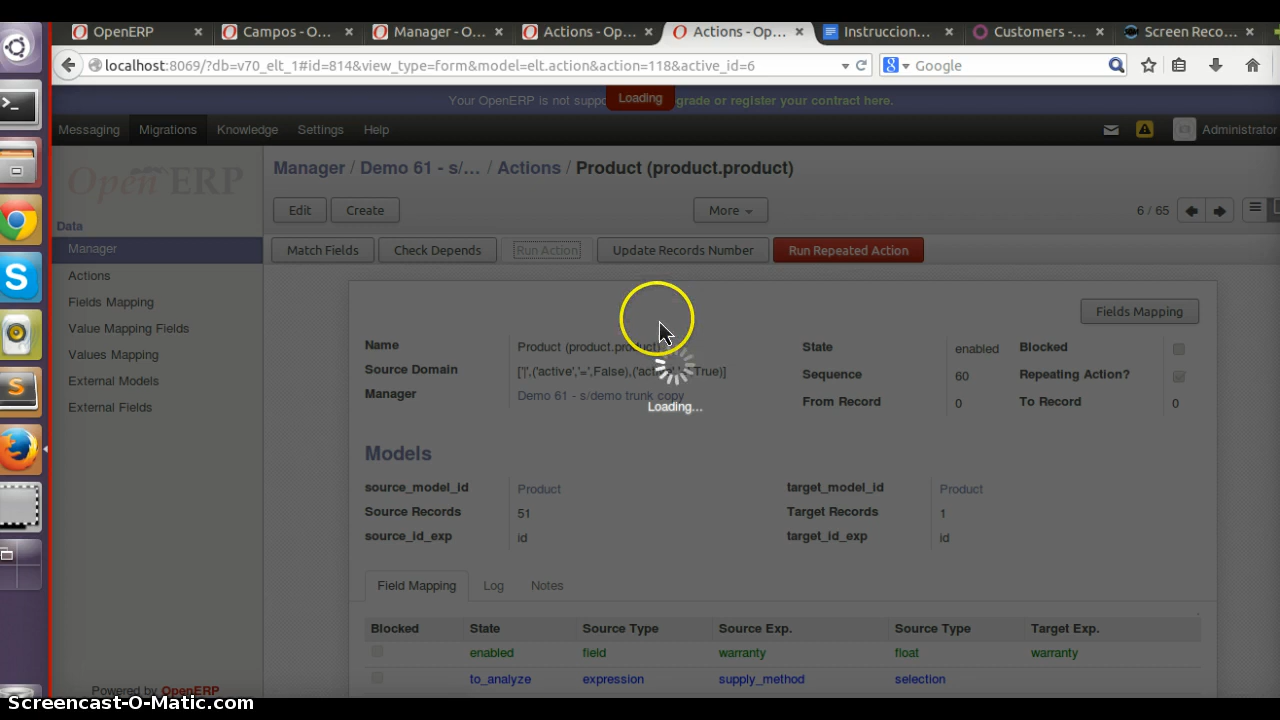 OpenERP × Campos - O... × Manager - O... × Actions - Op... × Actions - Op... × Instruccion... × Customers - ... × Screen Reco... ×
localhost:8069/?db=v70_elt_1#id=814&view_type=form&model=elt.action&action=118&active_id=6 Google
Your OpenERP is not suppo Loading grade or register your contract here.
Messaging Migrations Knowledge Settings Help Administrator
OpenERP
Manager / Demo 61 - s/... / Actions / Product (product.product)
Edit Create More 6 / 65
Data
Manager
Actions
Fields Mapping
Value Mapping Fields
Values Mapping
External Models
External Fields
Match Fields Check Depends Run Action Update Records Number Run Repeated Action
Fields Mapping
Name Product (product.product State enabled Blocked
Source Domain ['|',('active','=',False),('active', True)] Sequence 60 Repeating Action?
Manager Demo 61 - s/demo trunk copy From Record 0 To Record 0
Loading...
Models
source_model_id Product target_model_id Product
Source Records 51 Target Records 1
source_id_exp id target_id_exp id
Field Mapping Log Notes
Blocked State Source Type Source Exp. Source Type Target Exp.
enabled field warranty float warranty
to_analyze expression supply_method selection
Powered by OpenERP
Screencast-O-Matic.com